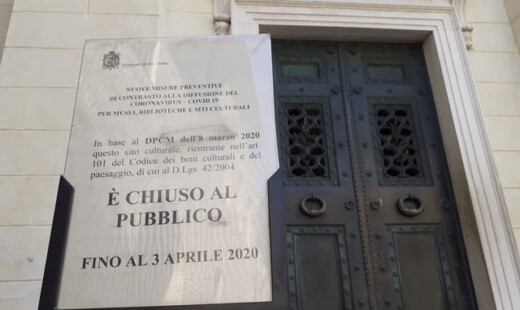 NUOVE MISURE PREVENTIVE
DI CONTRASTO ALLA DIFFUSIONE DEL
CORONAVIRUS – COVID 19
PER MUSEI, BIBLIOTECHE E SITI CULTURALI
In base al DPCM dell'8 marzo 2020
questo sito culturale, rientrante nell'art.
101 del Codice dei beni culturali e del
paesaggio, di cui al D.Lgs. 42/2004
È CHIUSO AL
PUBBLICO
FINO AL 3 APRILE 2020